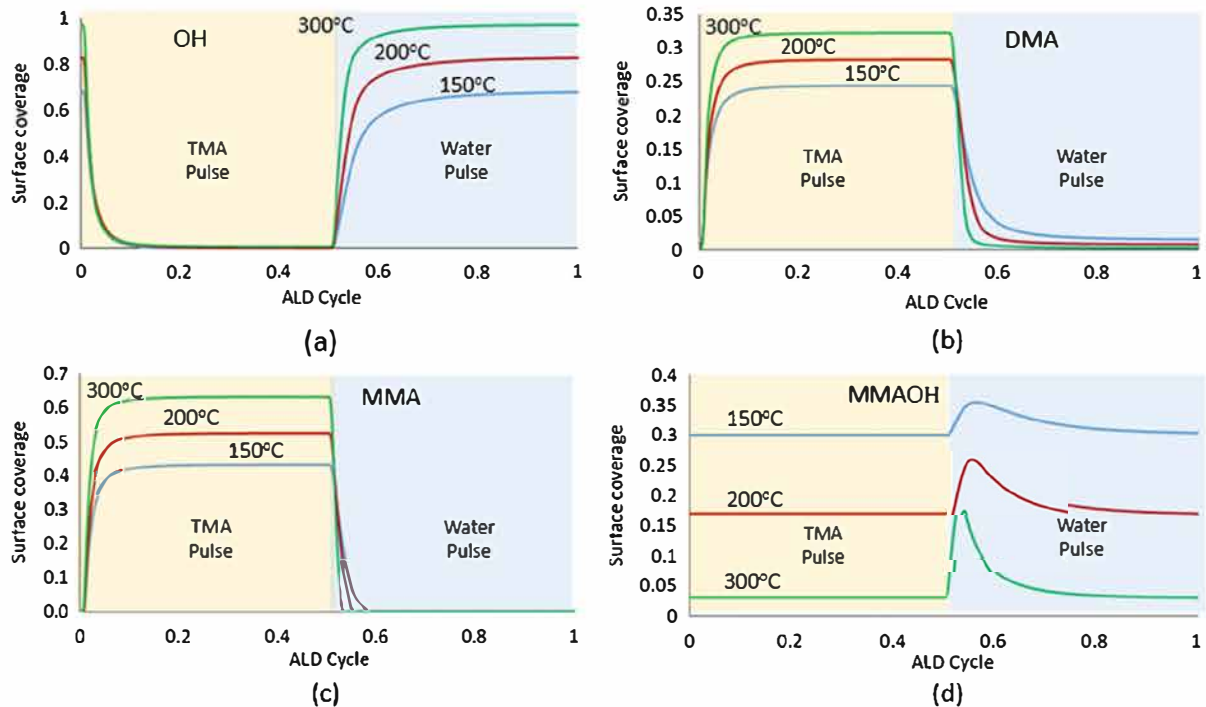 1
0.8
0.6
0.4
0.2
0
Surface coverage
OH
300°C
200°C
150°C
TMA
Pulse
Water
Pulse
0 0.2 0.4 0.6 0.8 1
ALD Cycle
(a)
0.35
0.3
0.25
0.2
0.15
0.1
0.05
0
Surface coverage
DMA
300°C
200°C
150°C
TMA
Pulse
Water
Pulse
0 0.2 0.4 0.6 0.8 1
ALD Cvcle
(b)
0.7
0.6
0.5
0.4
0.3
0.2
0.1
0.0
Surface coverage
MMA
300°C
200°C
150°C
TMA
Pulse
Water
Pulse
0 0.2 0.4 0.6 0.8 1
ALD Cycle
(c)
0.4
0.35
0.3
0.25
0.2
0.15
0.1
0.05
0
Surface coverage
MMAOH
150°C
200°C
TMA
Pulse
Water
Pulse
300°C
0 0.2 0.4 0.6 0.8 1
ALD Cycle
(d)